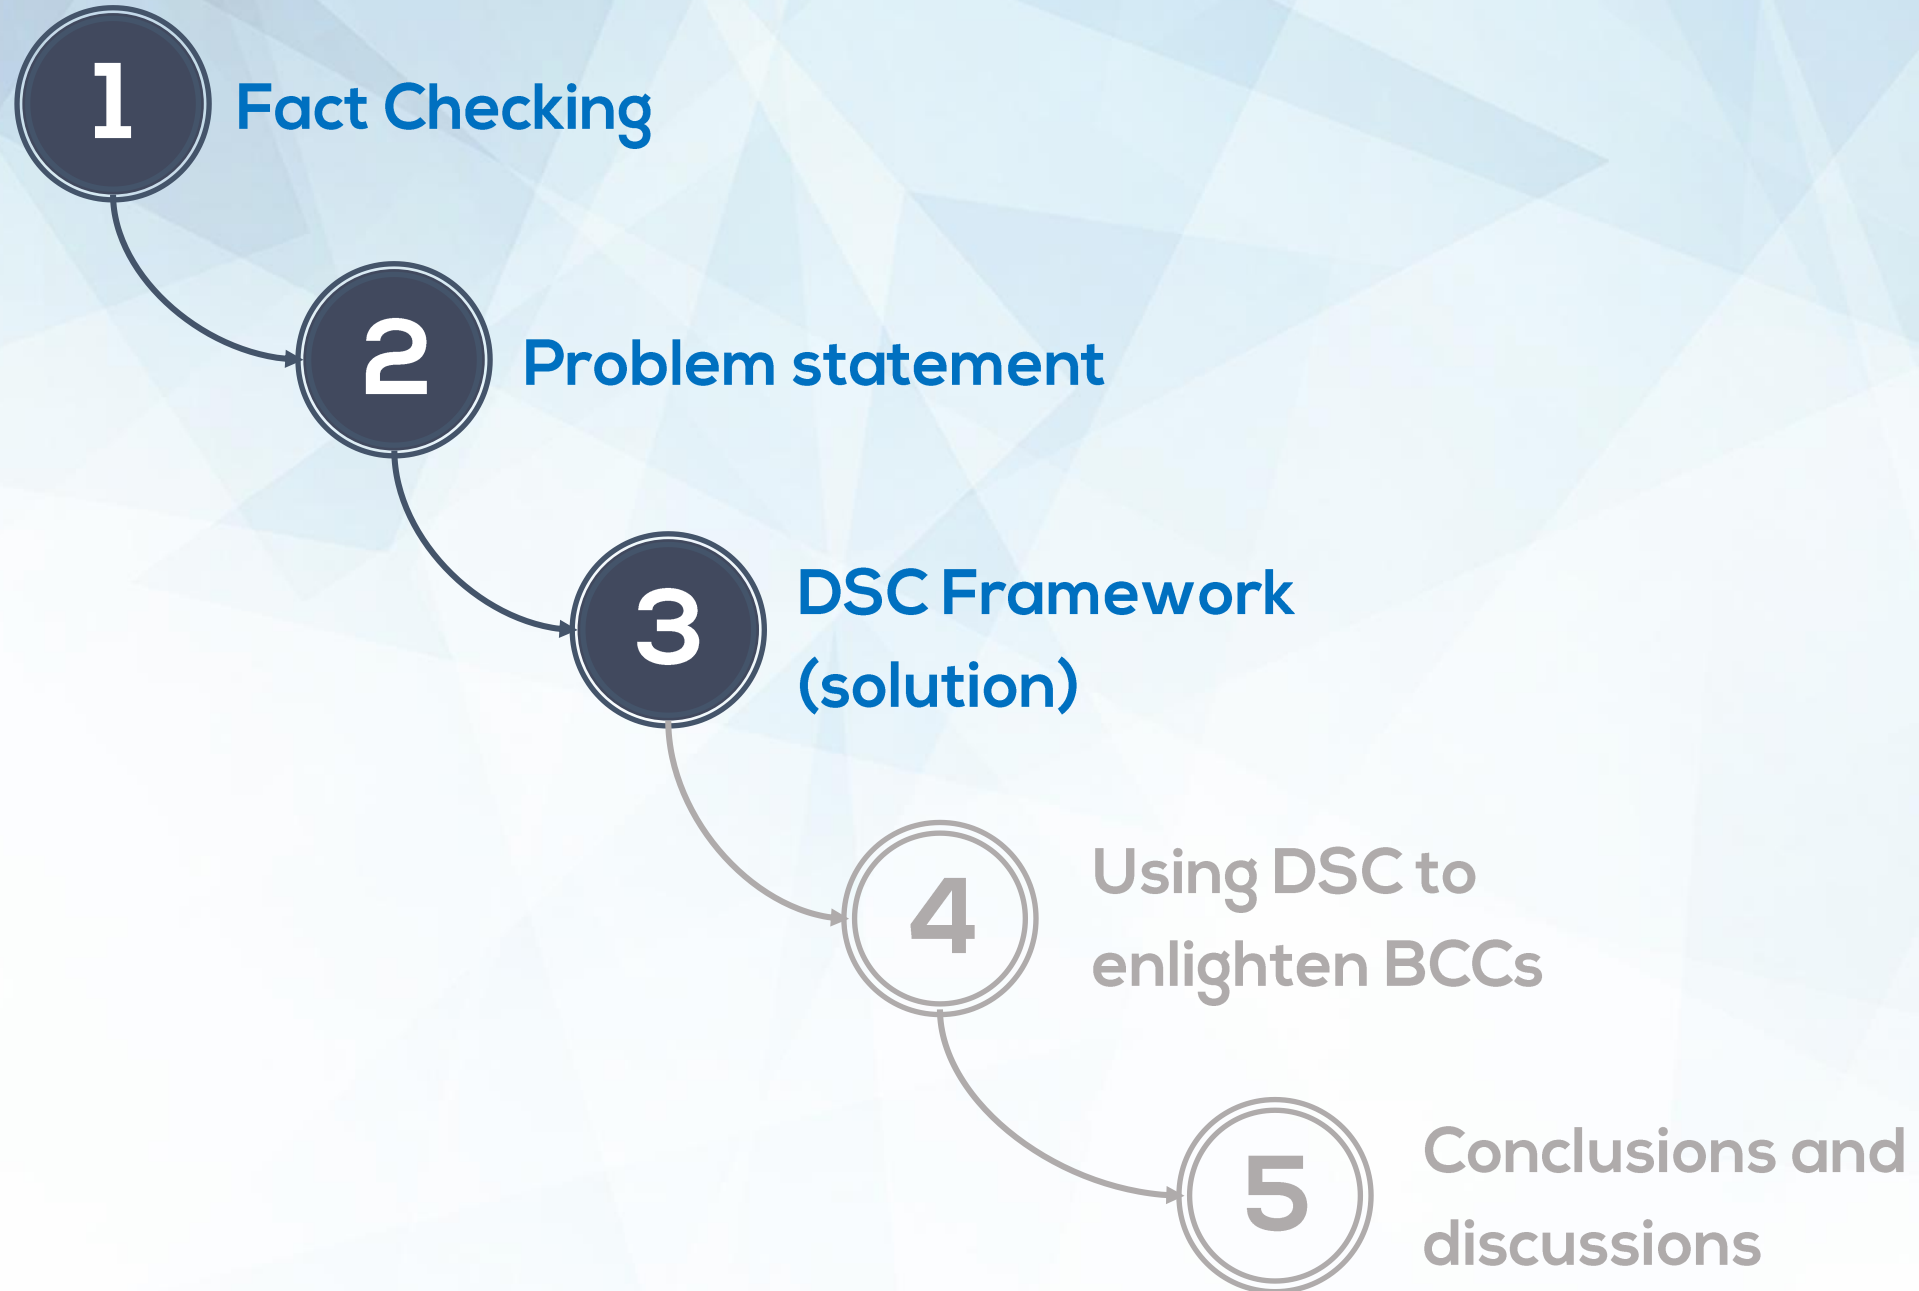 1
Fact Checking
2
Problem statement
3
DSC Framework
(solution)
4
Using DSC to
enlighten BCCs
5
Conclusions and
discussions